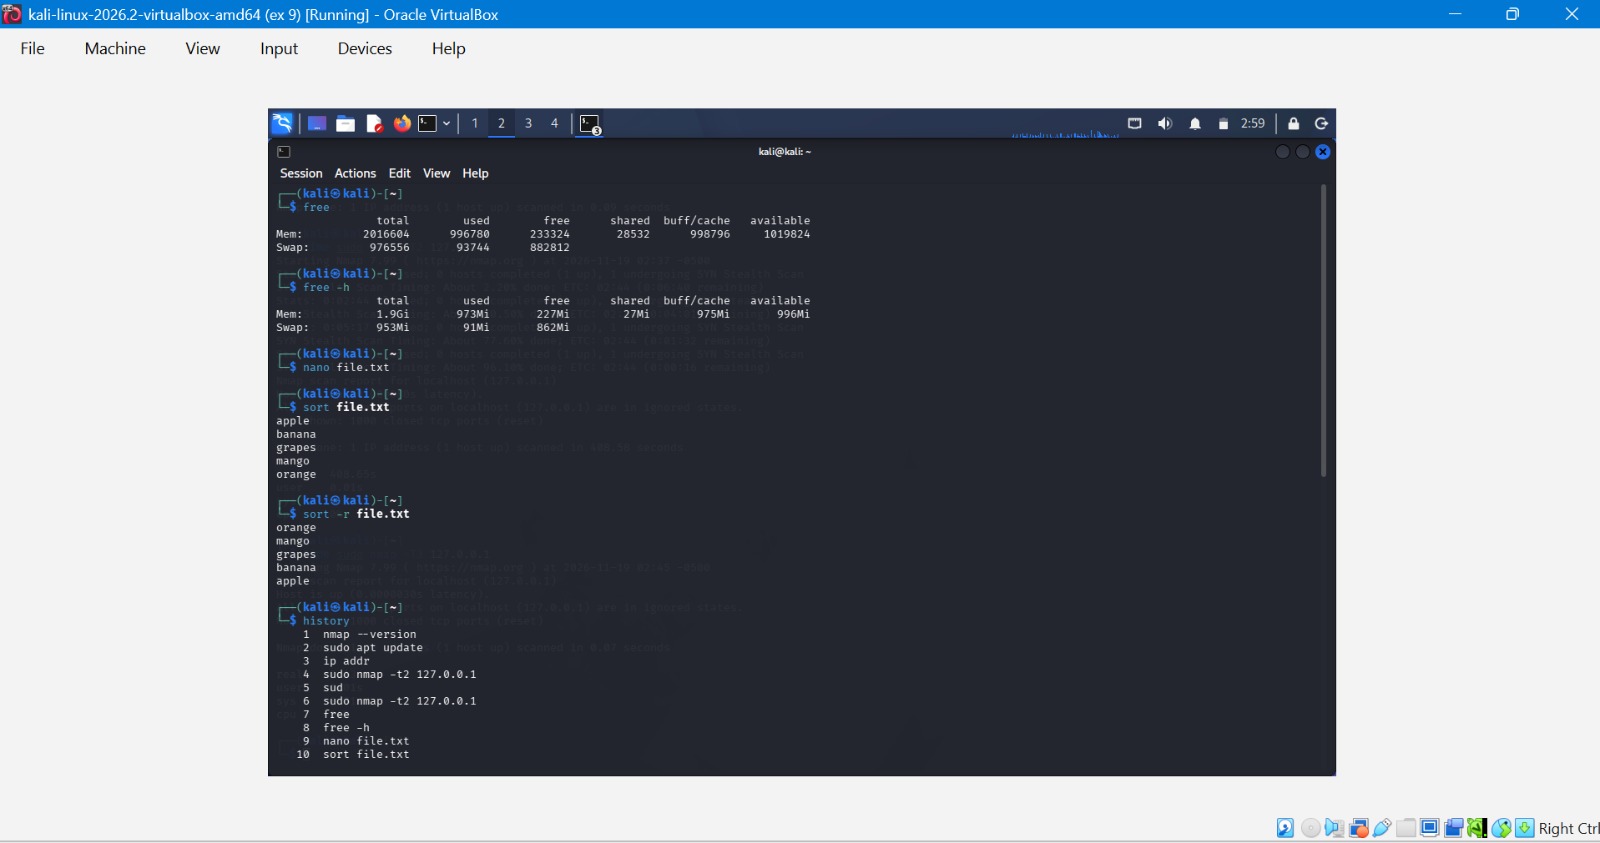 kali-linux-2026.2-virtualbox-amd64 (ex 9) [Running] - Oracle VirtualBox
File Machine View Input Devices Help
1 2 3 4 3 2:59
kali@kali: ~
Session Actions Edit View Help
┌──(kali㉿kali)-[~]
└─$ free
total used free shared buff/cache available
Mem: 2016604 996780 233324 28532 998796 1019824
Swap: 976556 93744 882812
┌──(kali㉿kali)-[~]
└─$ free -h
total used free shared buff/cache available
Mem: 1.9Gi 973Mi 227Mi 27Mi 975Mi 996Mi
Swap: 953Mi 91Mi 862Mi
┌──(kali㉿kali)-[~]
└─$ nano file.txt
┌──(kali㉿kali)-[~]
└─$ sort file.txt
apple
banana
grapes
mango
orange
┌──(kali㉿kali)-[~]
└─$ sort -r file.txt
orange
mango
grapes
banana
apple
┌──(kali㉿kali)-[~]
└─$ history
1 nmap --version
2 sudo apt update
3 ip addr
4 sudo nmap -t2 127.0.0.1
5 sud
6 sudo nmap -t2 127.0.0.1
7 free
8 free -h
9 nano file.txt
10 sort file.txt
Right Ctrl